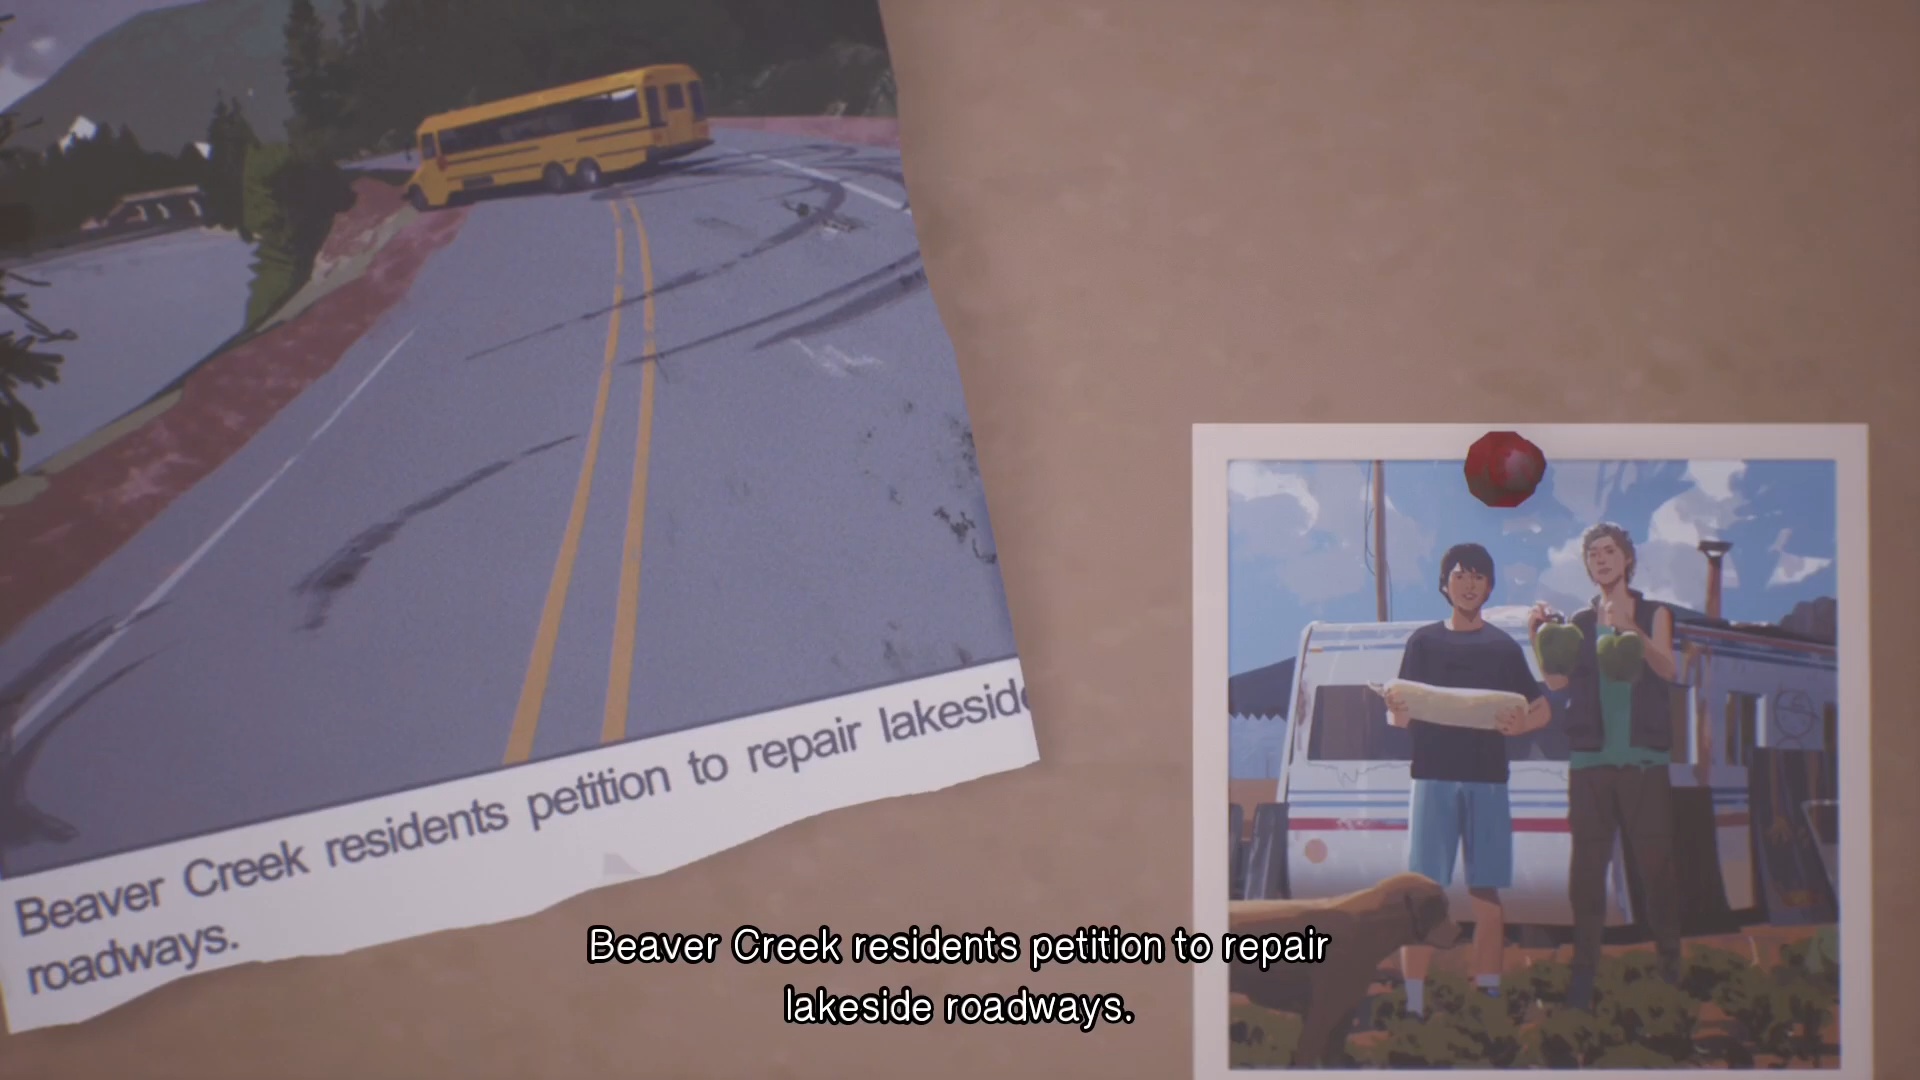 Beaver Creek residents petition to repair lakeside
roadways.
Beaver Creek residents petition to repair
lakeside roadways.